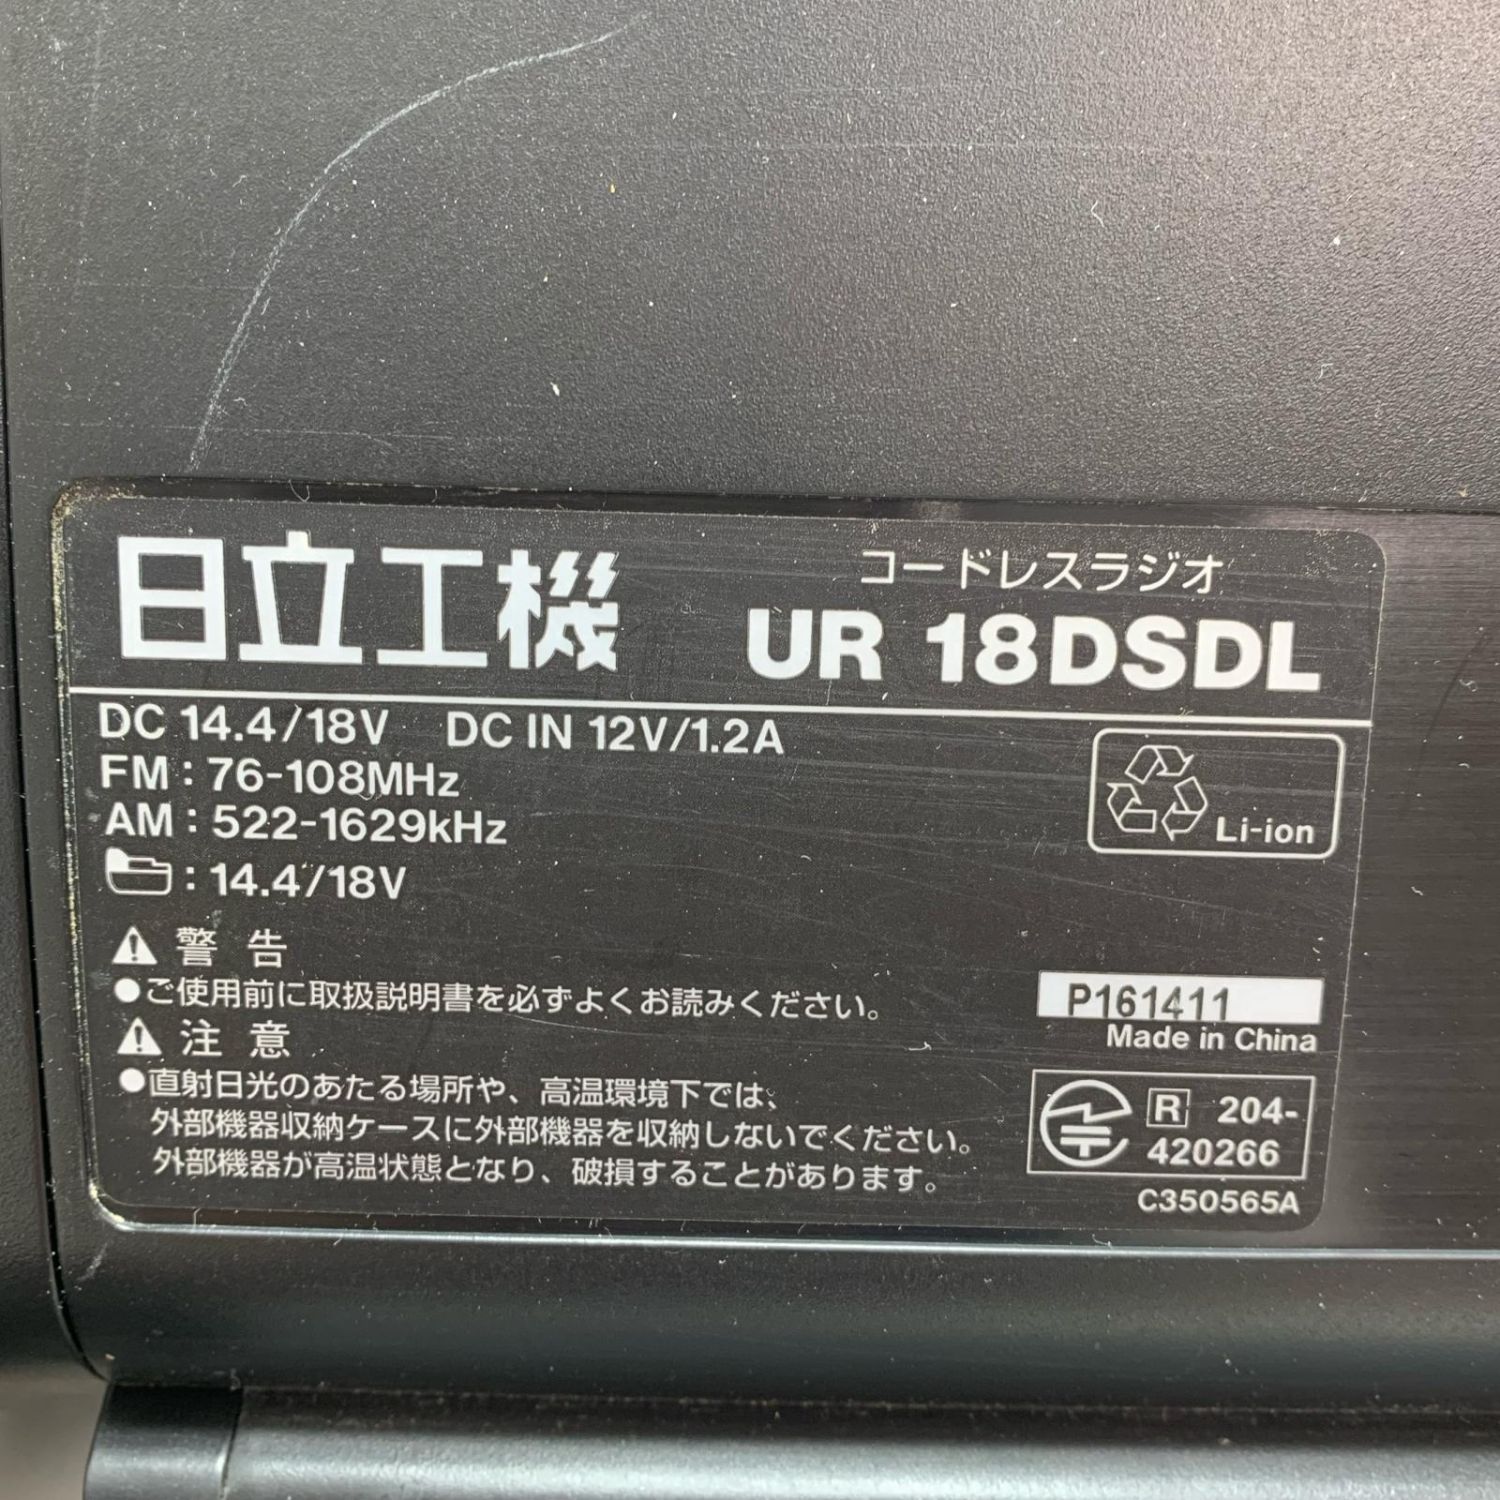 日立工機
コードレスラジオ
UR 18DSDL
DC 14.4/18V DC IN 12V/1.2A
FM : 76-108MHz
AM : 522-1629kHz
: 14.4/18V
Li-ion
警 告
●ご使用前に取扱説明書を必ずよくお読みください。
注 意
●直射日光のあたる場所や、高温環境下では、
外部機器収納ケースに外部機器を収納しないでください。
外部機器が高温状態となり、破損することがあります。
P161411
Made in China
R 204-
420266
C350565A